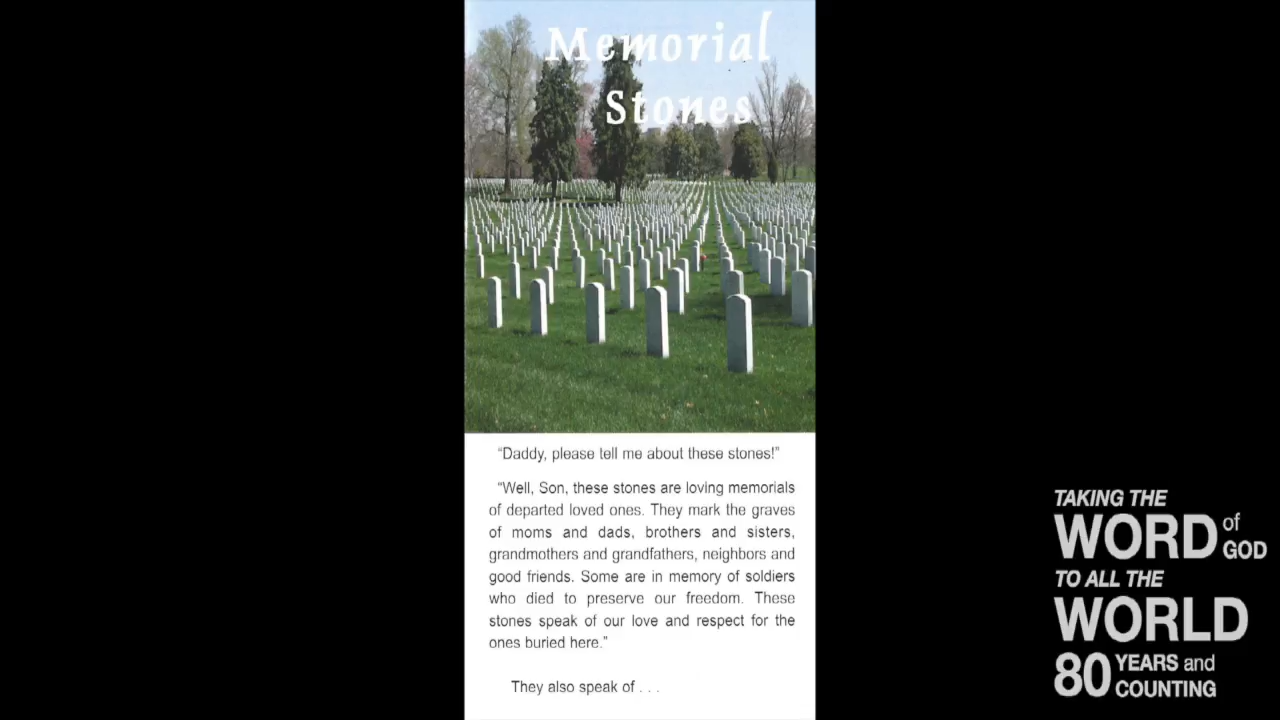 Memorial
Stones
“Daddy, please tell me about these stones!”
“Well, Son, these stones are loving memorials
of departed loved ones. They mark the graves
of moms and dads, brothers and sisters,
grandmothers and grandfathers, neighbors and
good friends. Some are in memory of soldiers
who died to preserve our freedom. These
stones speak of our love and respect for the
ones buried here.”
They also speak of . . .
TAKING THE
WORD of GOD
TO ALL THE
WORLD
80 YEARS and
COUNTING